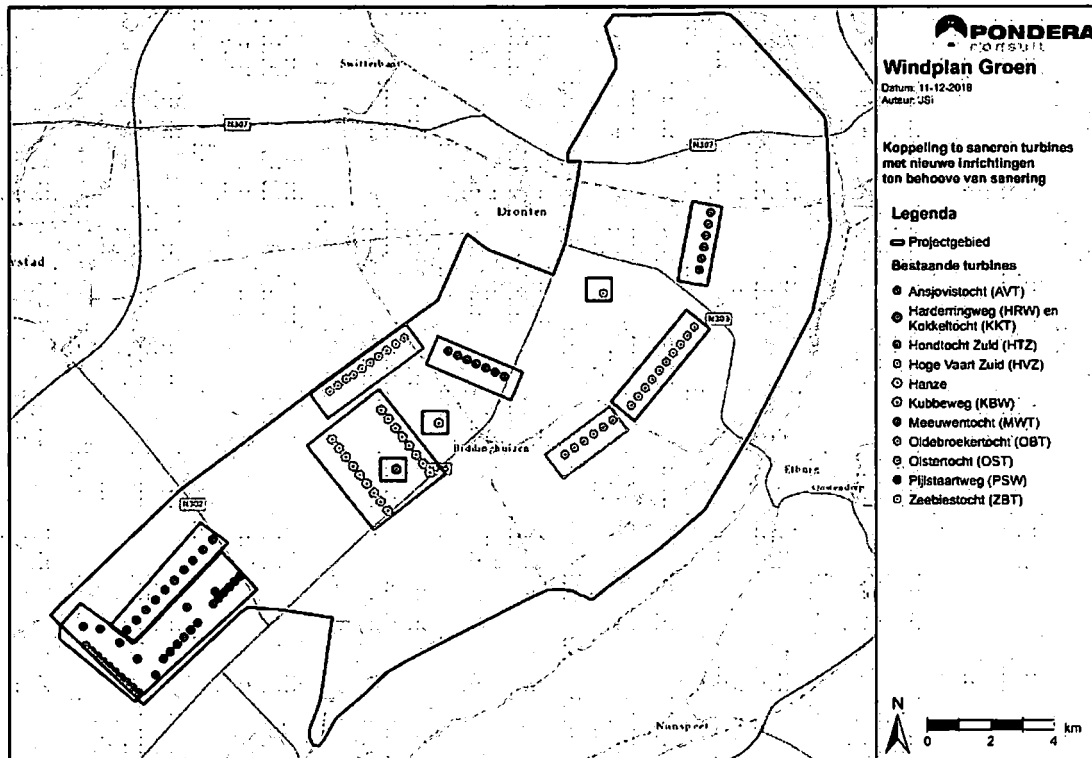 Swifterbant
N307
N307
Dronten
ystad
N309
Biddinghuizen
Elburg
Oostendorp
N302
Nunspeet
PONDERA
consult
Windplan Groen
Datum: 11-12-2018
Auteur: JSi
Koppeling te saneren turbines
met nieuwe inrichtingen
ten behoeve van sanering
Legenda
Projectgebied
Bestaande turbines
Ansjovistocht (AVT)
Harderringweg (HRW) en
Kokkeltocht (KKT)
Hondtocht Zuid (HTZ)
Hoge Vaart Zuid (HVZ)
Hanze
Kubbeweg (KBW)
Meeuwentocht (MWT)
Oldebroekertocht (OBT)
Olstertocht (OST)
Pijlstaartweg (PSW)
Zeebiestocht (ZBT)
N
0 2 4 km